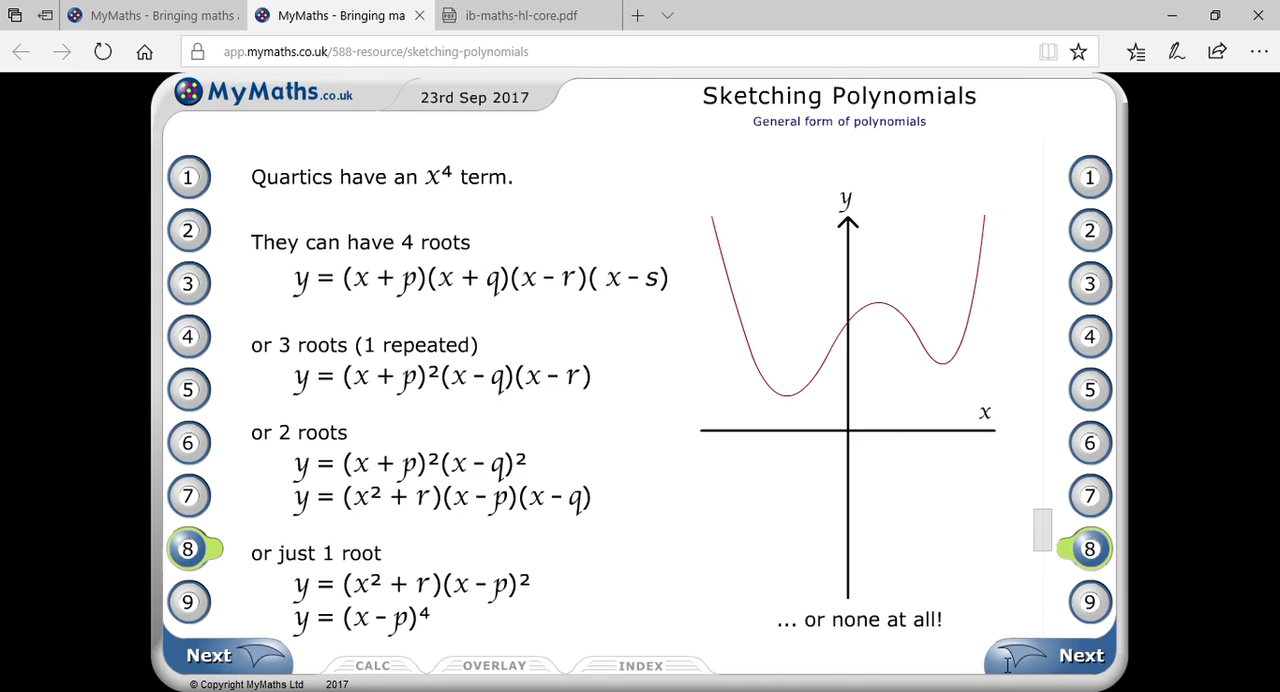 MyMaths - Bringing maths
MyMaths - Bringing ma
ib-maths-hl-core.pdf
app.mymaths.co.uk/588-resource/sketching-polynomials
MyMaths.co.uk
23rd Sep 2017
Sketching Polynomials
General form of polynomials
1
2
3
4
5
6
7
8
9
Quartics have an x⁴ term.
They can have 4 roots
y = (x + p)(x + q)(x - r)( x - s)
or 3 roots (1 repeated)
y = (x + p)²(x - q)(x - r)
or 2 roots
y = (x + p)²(x - q)²
y = (x² + r)(x - p)(x - q)
or just 1 root
y = (x² + r)(x - p)²
y = (x - p)⁴
y
x
... or none at all!
1
2
3
4
5
6
7
8
9
Next
CALC
OVERLAY
INDEX
Next
© Copyright MyMaths Ltd 2017